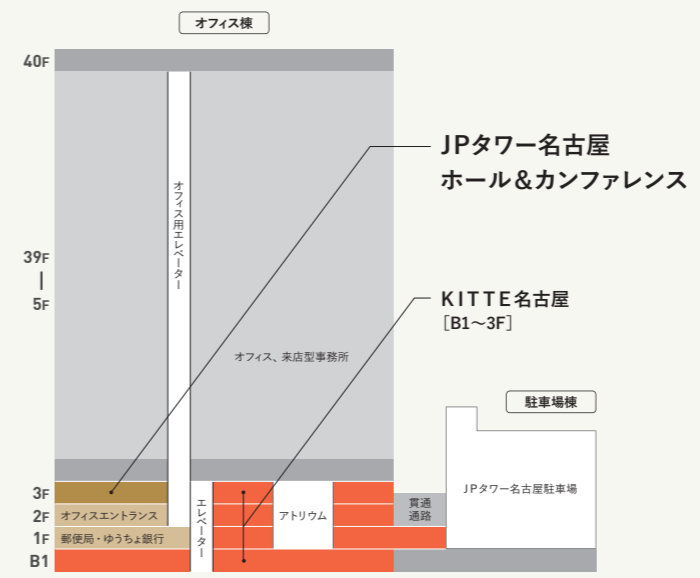 オフィス棟
40F
JPタワー名古屋
ホール＆カンファレンス
オフィス用エレベーター
39F
5F
KITTE名古屋
［B1〜3F］
オフィス、来店型事務所
駐車場棟
JPタワー名古屋駐車場
3F
2F
オフィスエントランス
エレベーター
アトリウム
貫通
通路
1F
郵便局・ゆうちょ銀行
B1